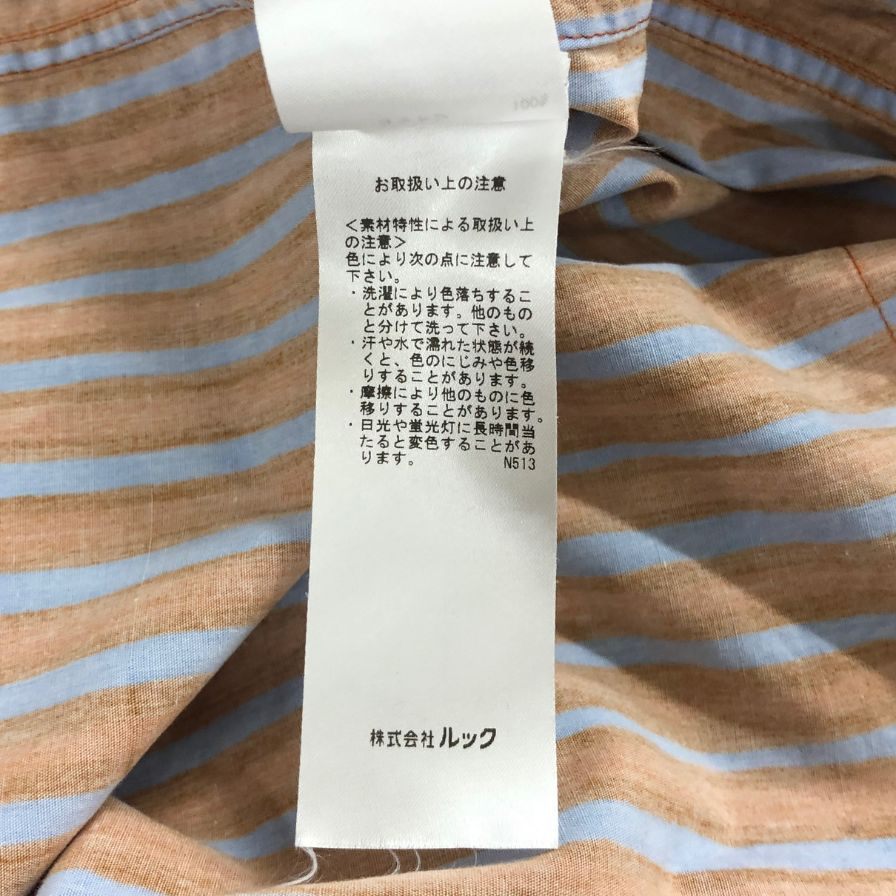 お取扱い上の注意
＜素材特性による取扱い上
の注意＞
色により次の点に注意して
下さい。
・洗濯により色落ちするこ
とがあります。他のもの
と分けて洗って下さい。
・汗や水で濡れた状態が続
くと、色のにじみや色移
りすることがあります。
・摩擦により他のものに色
移りすることがあります。
・日光や蛍光灯に長時間当
たると変色することがあ
ります。 N513
株式会社 ルック